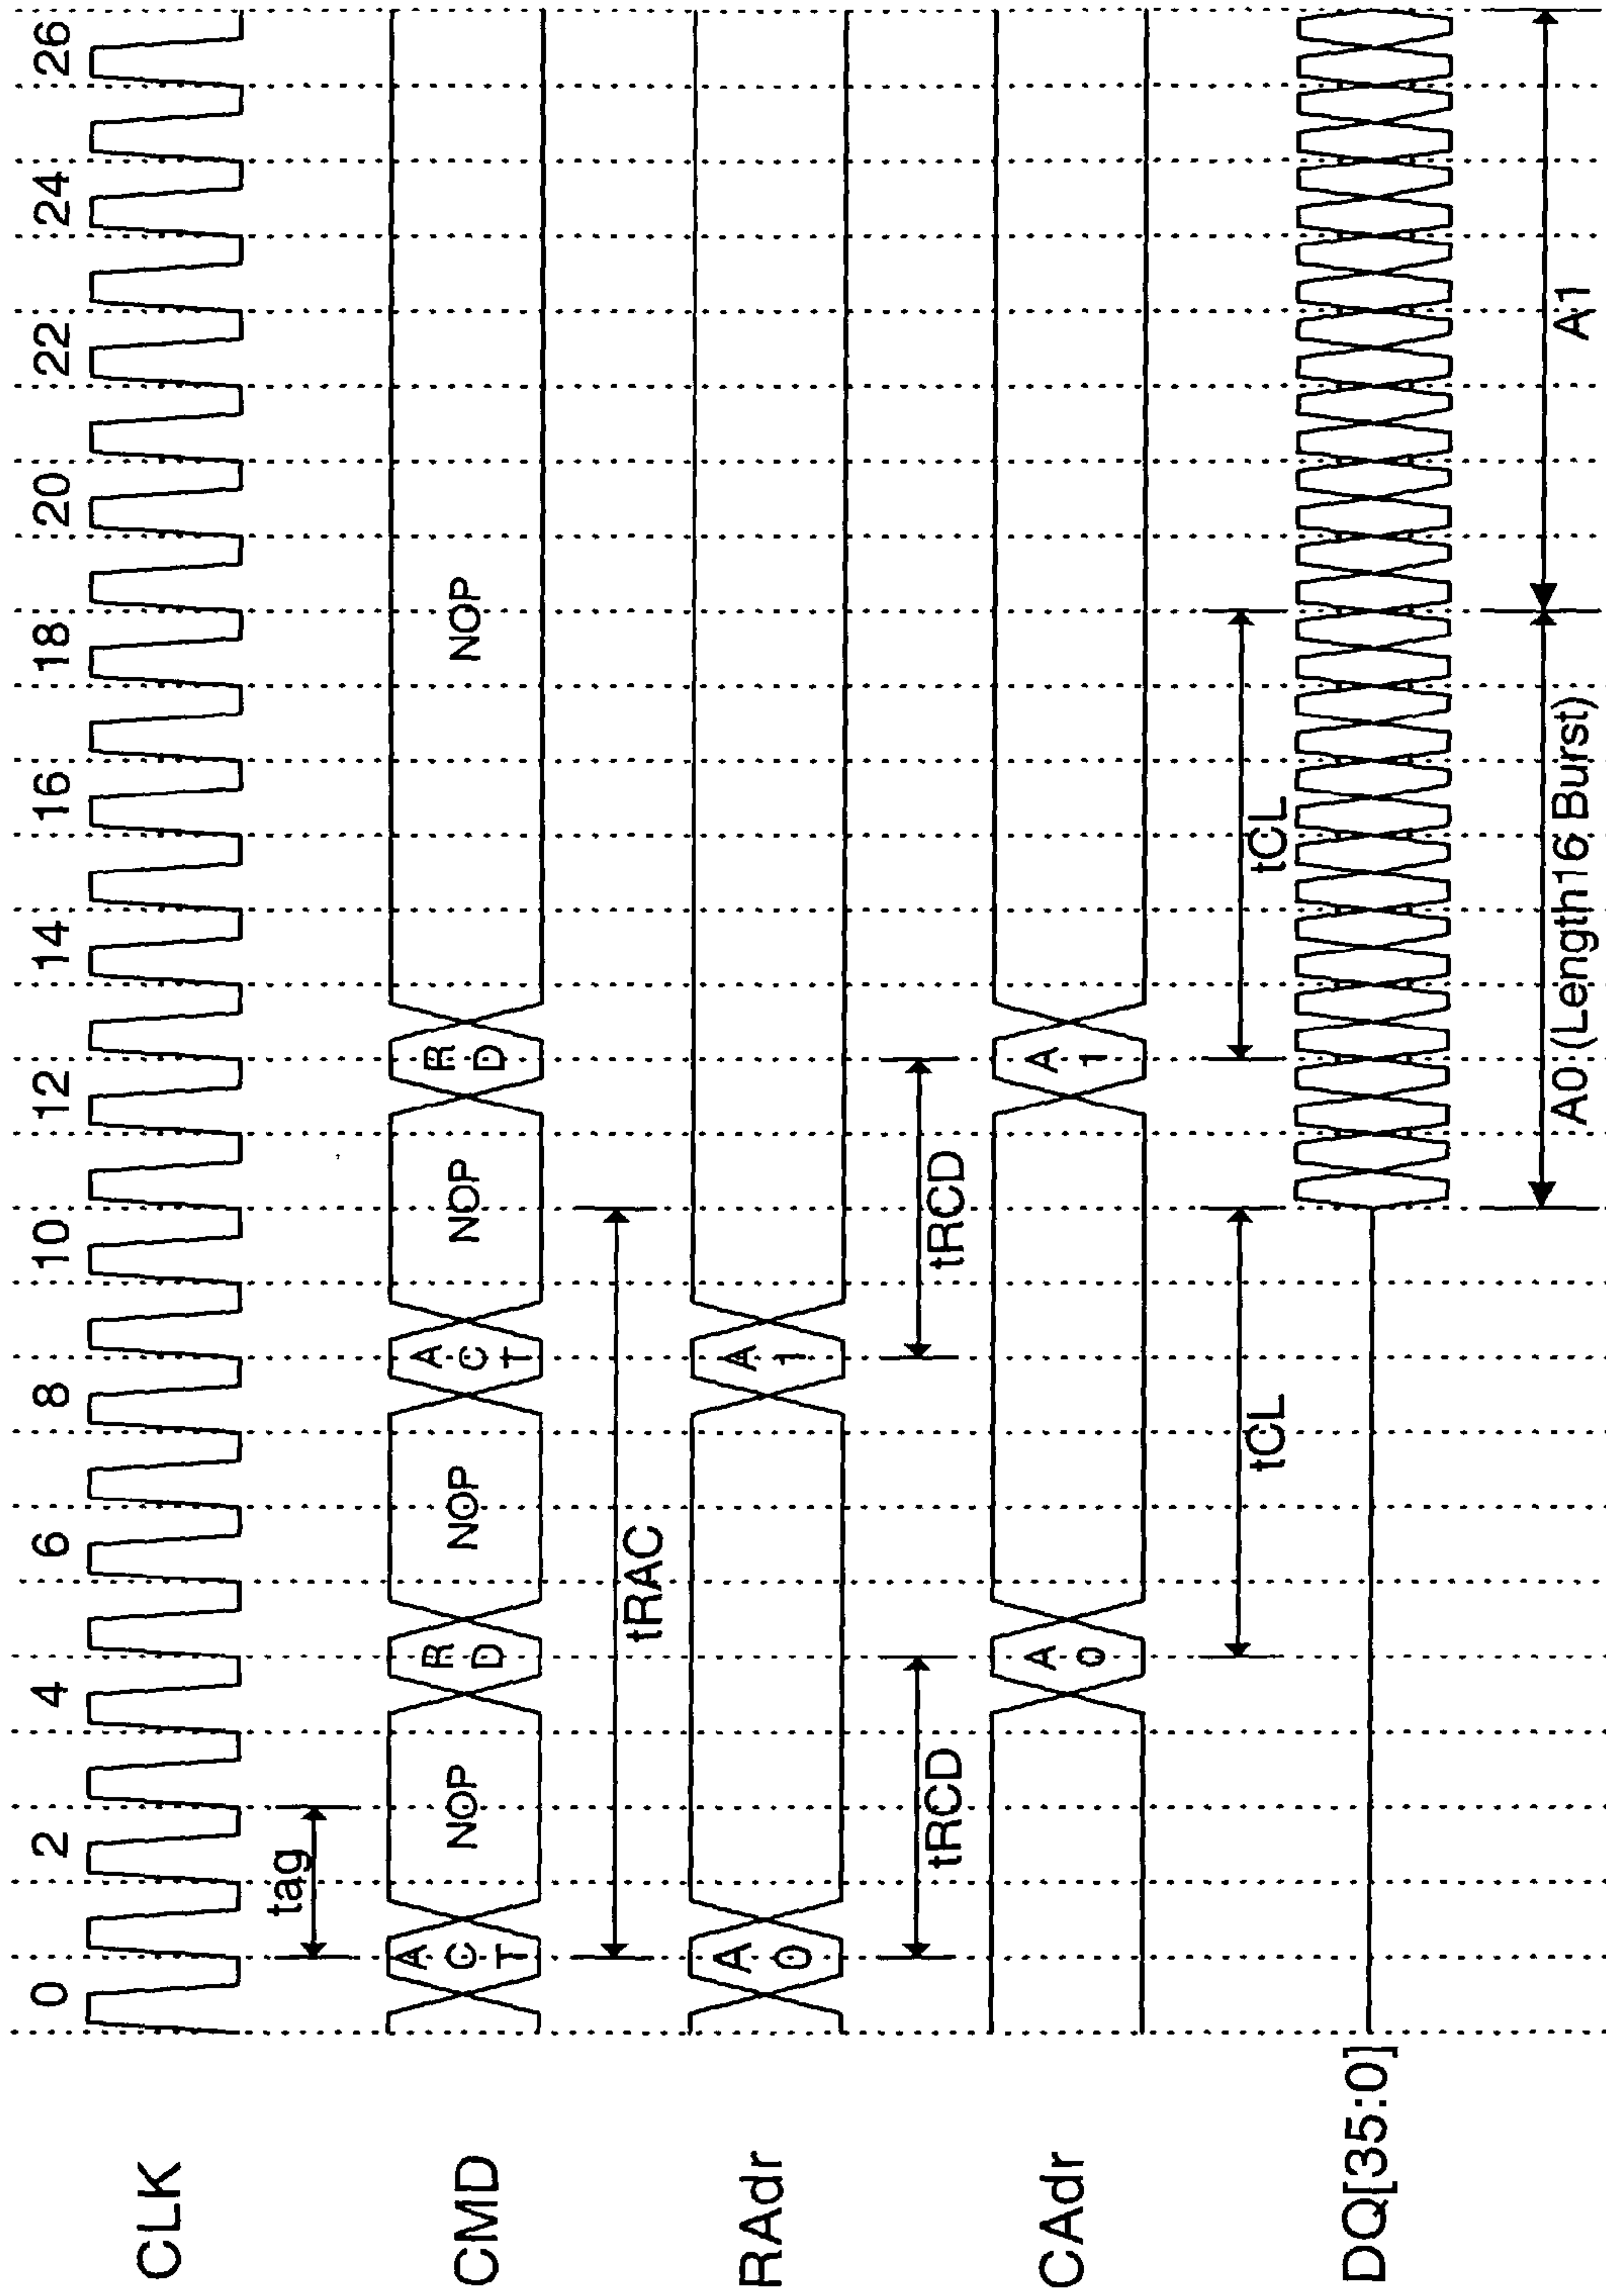 0 2 4 6 8 10 12 14 16 18 20 22 24 26
CLK
tag
CMD ACT NOP RD NOP ACT NOP RD NOP
tRAC
RAdr A0 A1
tRCD tRCD
CAdr A0 A1
tCL tCL
DQ[35:0]
A0 (Length16 Burst) A1